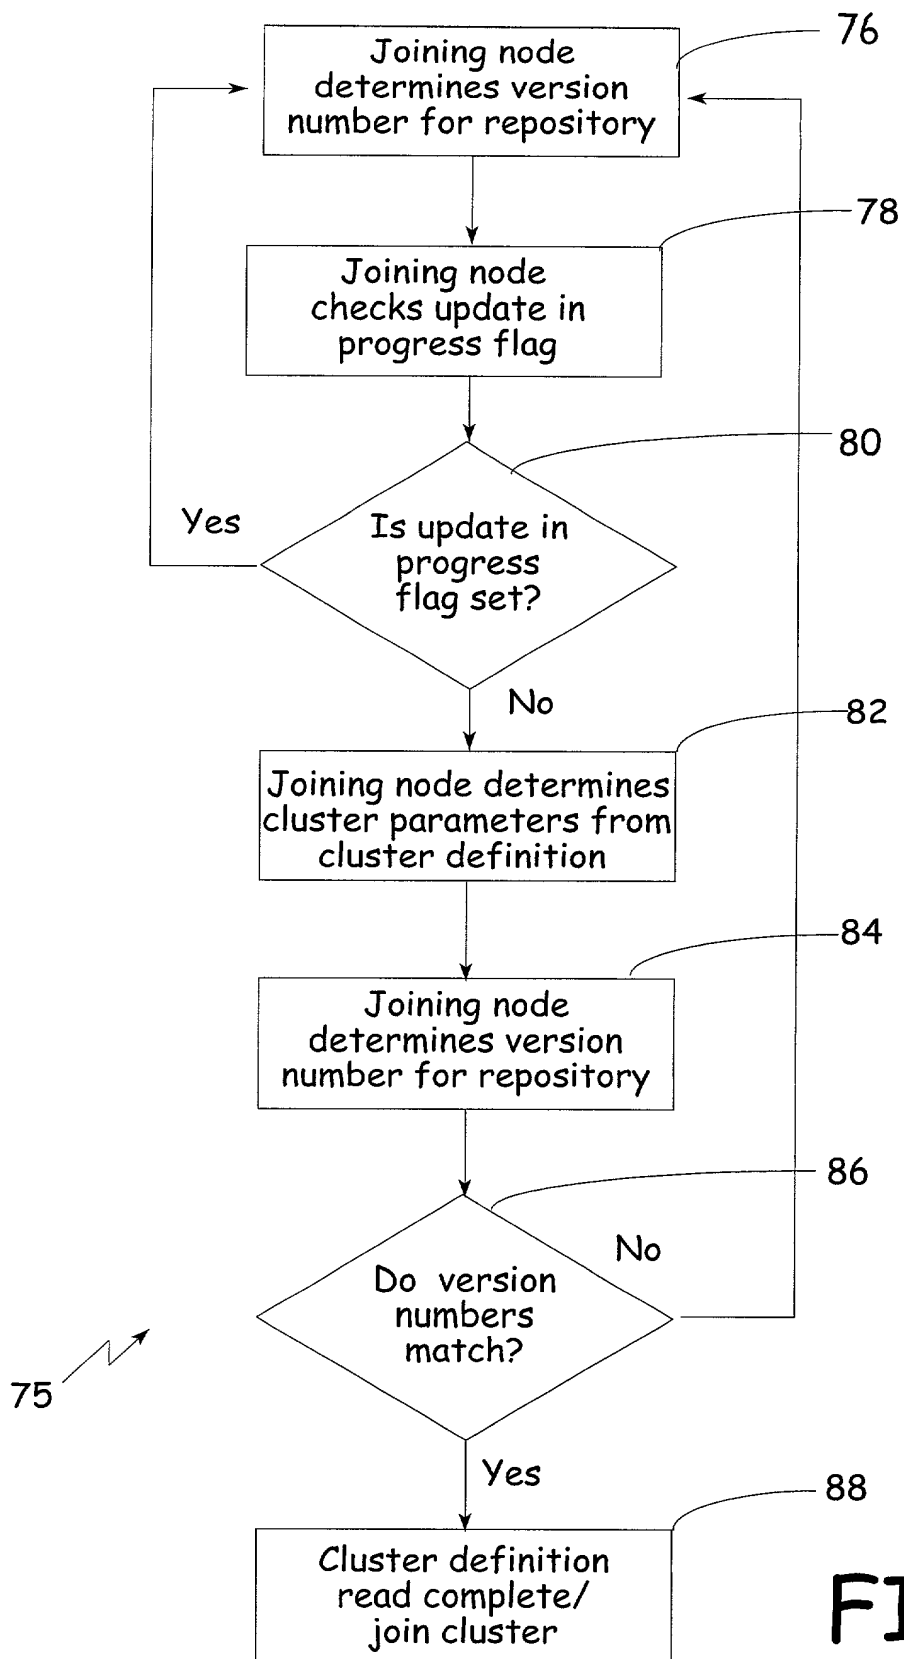 Joining node
determines version
number for repository
76
Joining node
checks update in
progress flag
78
Is update in
progress
flag set?
80
Yes
No
Joining node determines
cluster parameters from
cluster definition
82
Joining node
determines version
number for repository
84
Do version
numbers
match?
86
No
75
Yes
Cluster definition
read complete/
join cluster
88